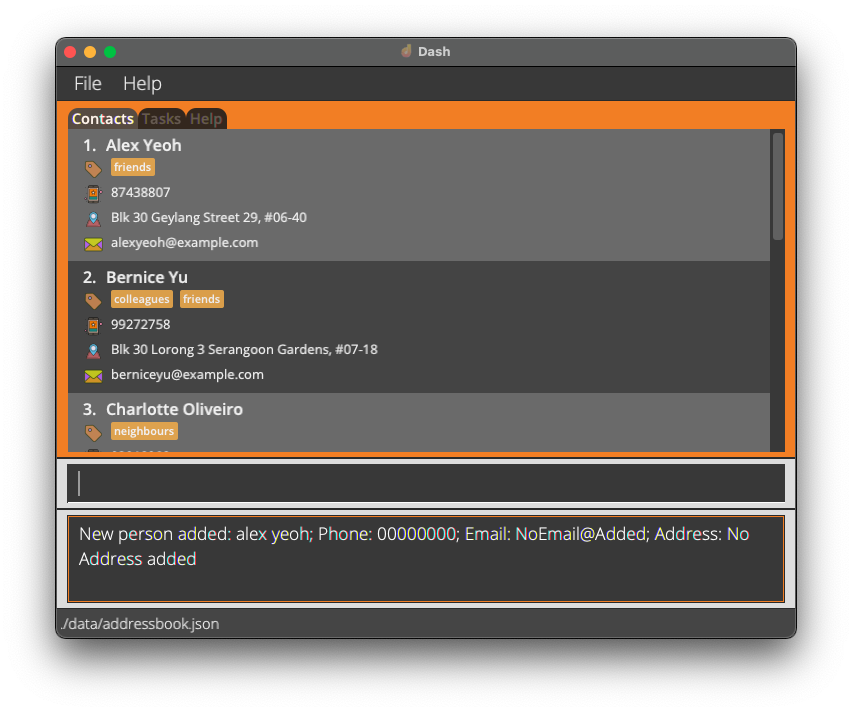 Dash
File Help
Contacts Tasks Help
1. Alex Yeoh
friends
87438807
Blk 30 Geylang Street 29, #06-40
alexyeoh@example.com
2. Bernice Yu
colleagues friends
99272758
Blk 30 Lorong 3 Serangoon Gardens, #07-18
berniceyu@example.com
3. Charlotte Oliveiro
neighbours
New person added: alex yeoh; Phone: 00000000; Email: NoEmail@Added; Address: No
Address added
./data/addressbook.json